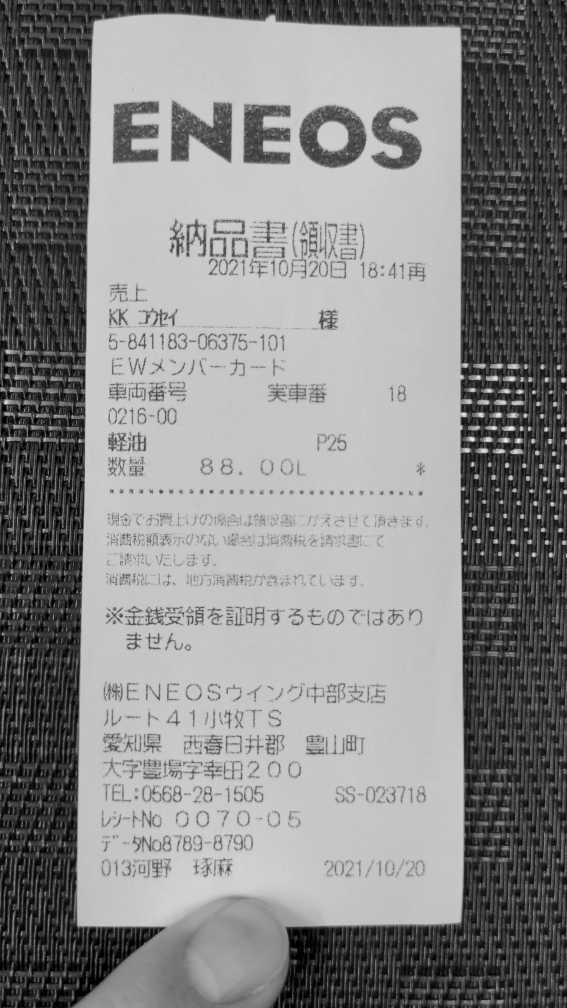 ENEOS
納品書(領収書)
2021年10月20日 18:41再
売上
KK コウセイ 様
5-841183-06375-101
EWメンバーカード
車両番号 実車番 18
0216-00
軽油 P25
数量 88.00L *
現金でお買上げの場合は領収書にかえさせて頂きます。
消費税額表示のない場合は消費税を請求書にて
ご請求いたします。
消費税には、地方消費税が含まれています。
※金銭受領を証明するものではあり
ません。
㈱ENEOSウイング中部支店
ルート41小牧TS
愛知県 西春日井郡 豊山町
大字豊場字幸田200
TEL:0568-28-1505 SS-023718
レシートNo 0070-05
データNo8789-8790
013河野 琢麻 2021/10/20